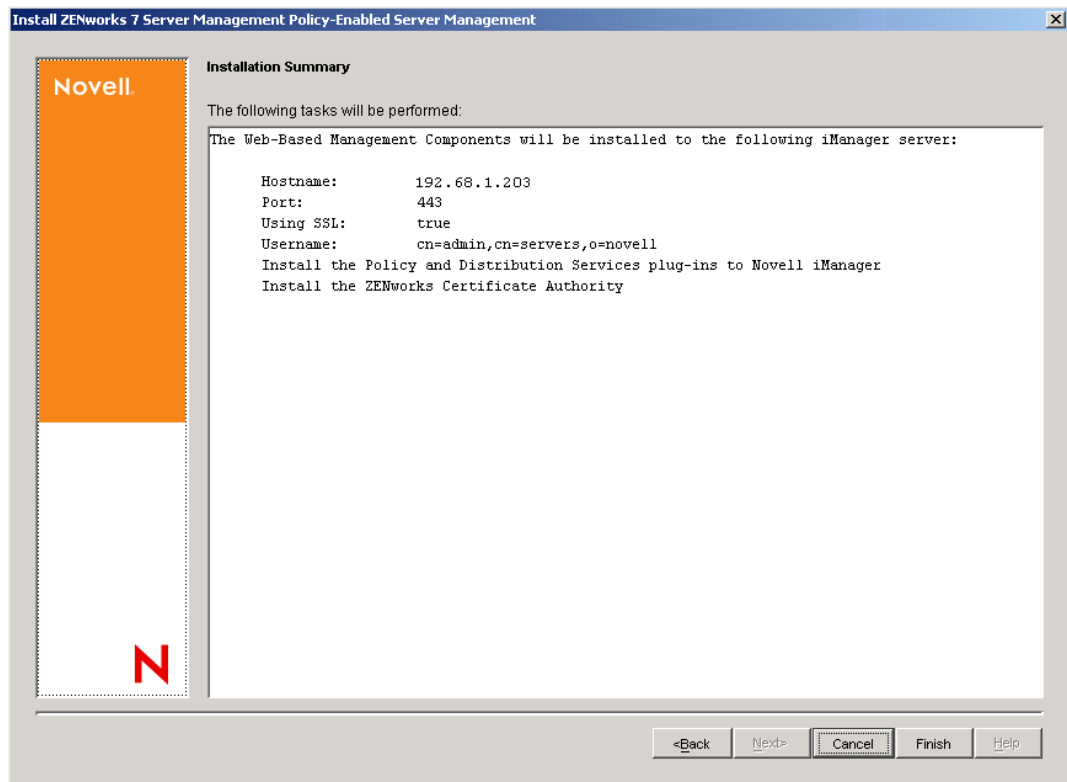 Install ZENworks 7 Server Management Policy-Enabled Server Management
Novell.
Installation Summary
The following tasks will be performed:
The Web-Based Management Components will be installed to the following iManager server:
Hostname: 192.68.1.203
Port: 443
Using SSL: true
Username: cn=admin,cn=servers,o=novell
Install the Policy and Distribution Services plug-ins to Novell iManager
Install the ZENworks Certificate Authority
N
<Back Next> Cancel Finish Help